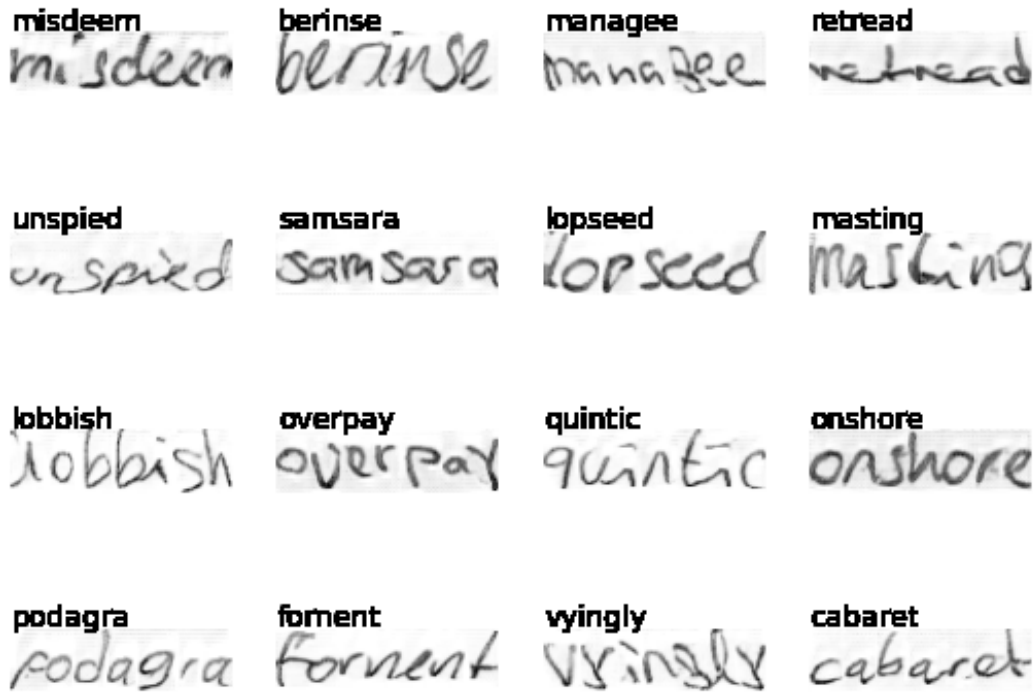 misdeem berinse managee retread
misdeem berinse managee retread
unspied samsara lopseed masting
unspied samsara lopseed masting
lobbish overpay quintic onshore
lobbish overpay quintic onshore
podagra foment vyingly cabaret
podagra forment vyingly cabaret